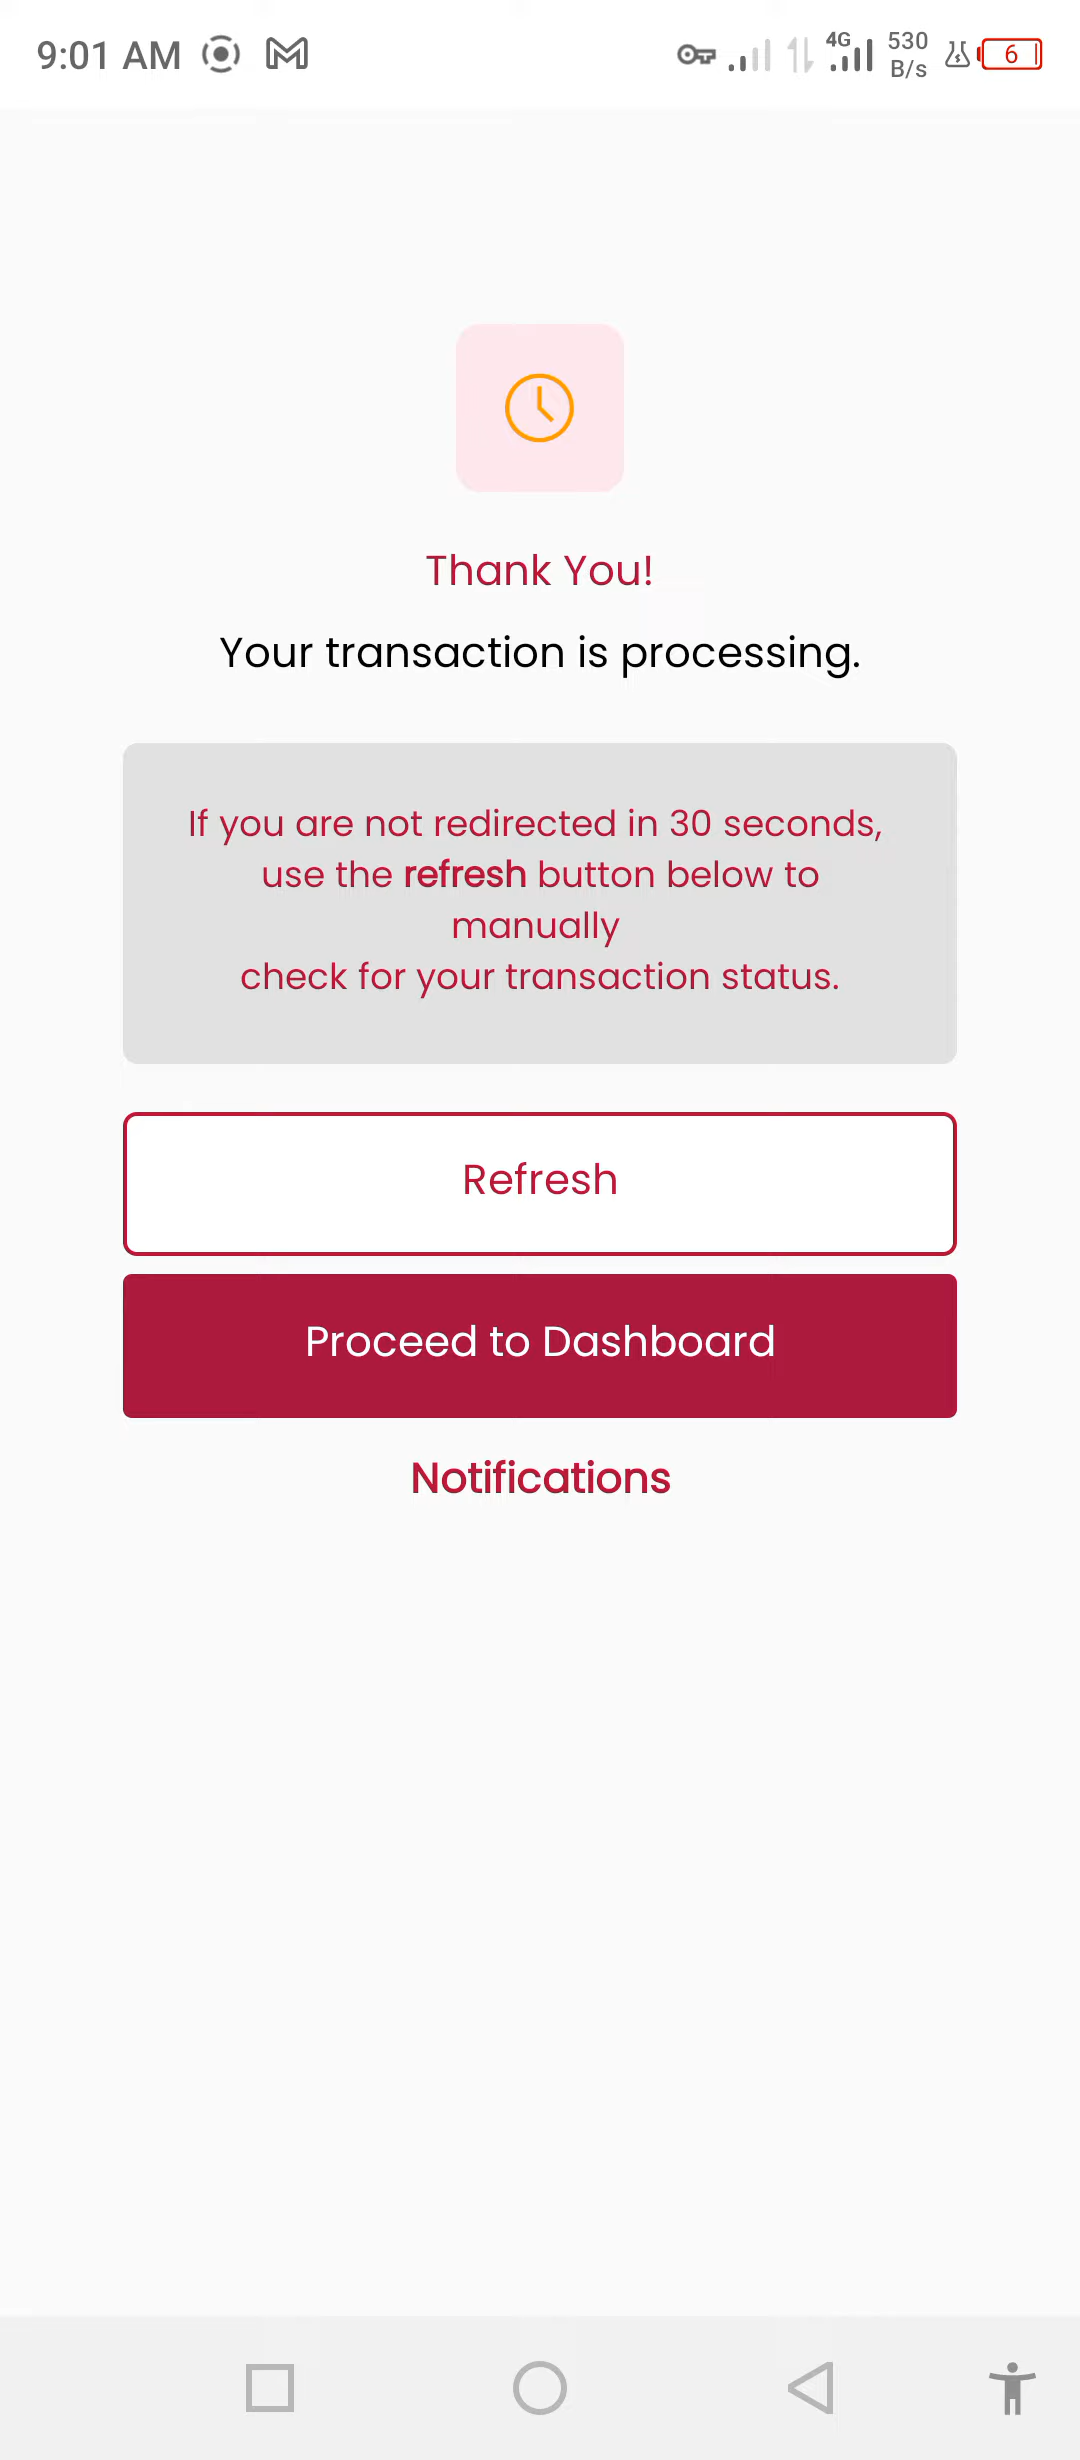 9:01 AM
4G
530
B/s
6
Thank You!
Your transaction is processing.
If you are not redirected in 30 seconds,
use the refresh button below to
manually
check for your transaction status.
Refresh
Proceed to Dashboard
Notifications